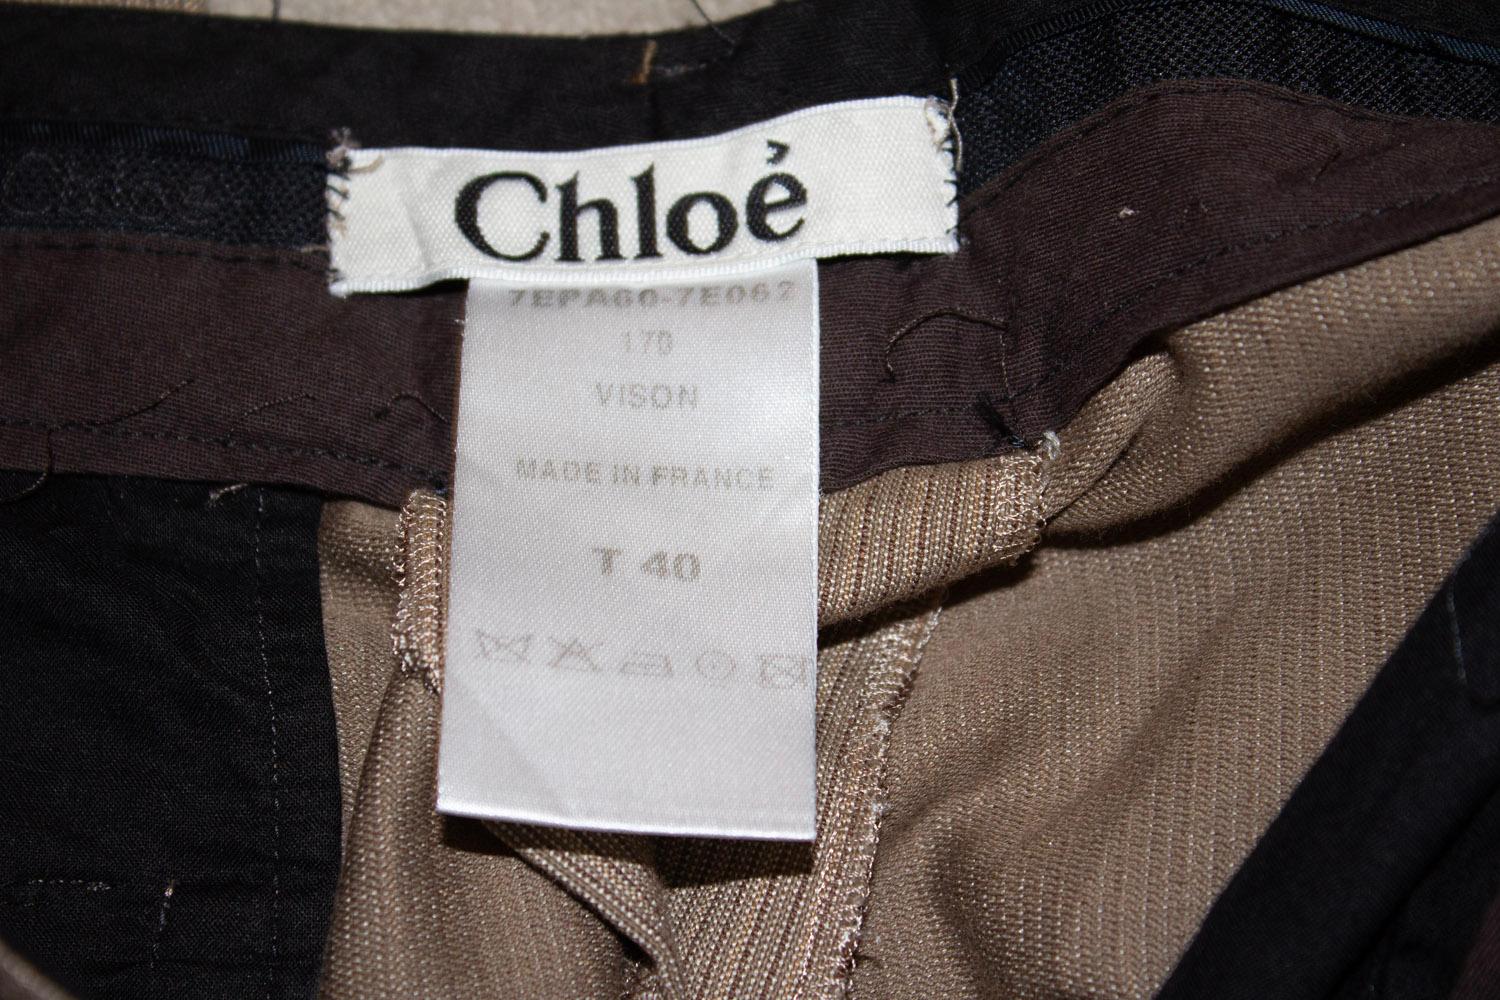 Chloé
7EPA60-7E062
170
VISON
MADE IN FRANCE
T 40